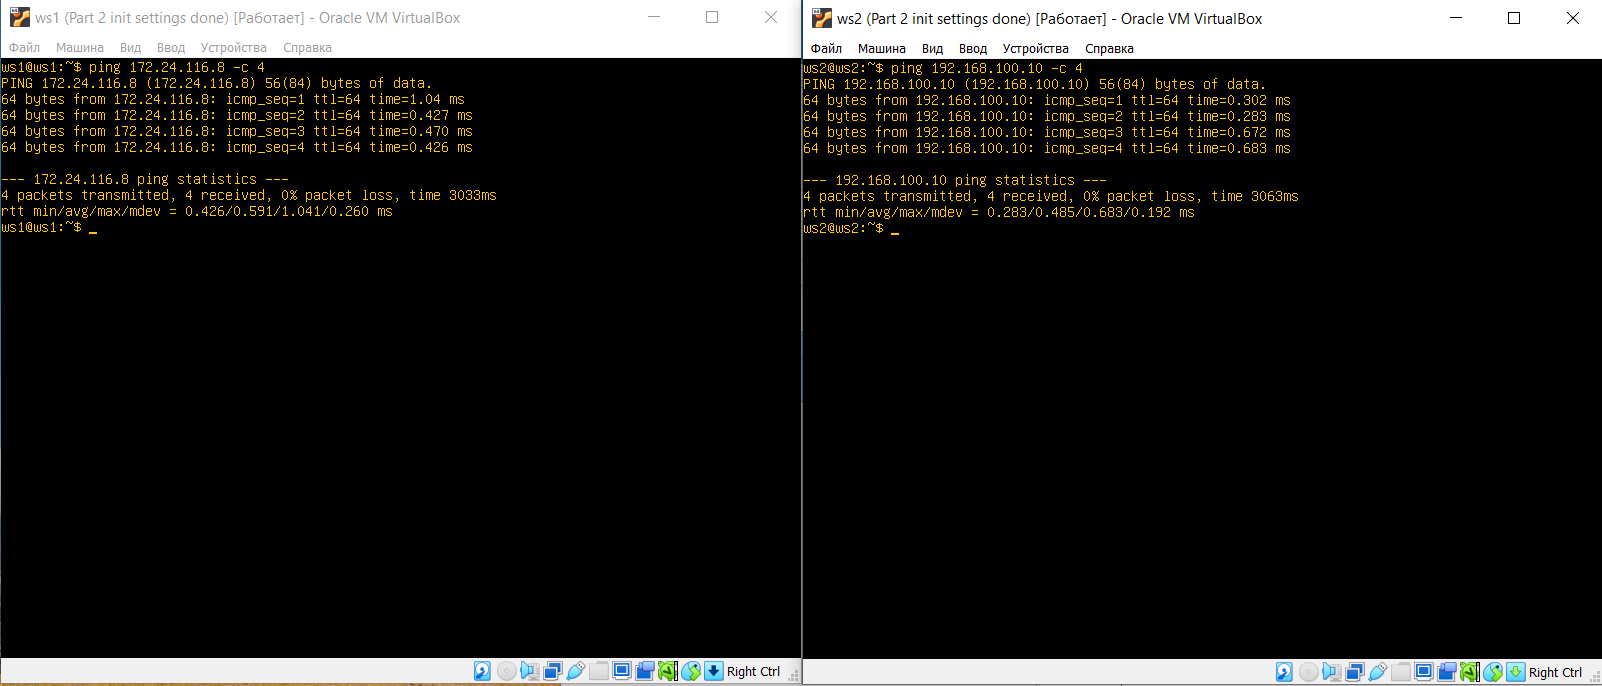 ws1 (Part 2 init settings done) [Работает] - Oracle VM VirtualBox
Файл Машина Вид Ввод Устройства Справка
ws1@ws1:~$ ping 172.24.116.8 -c 4
PING 172.24.116.8 (172.24.116.8) 56(84) bytes of data.
64 bytes from 172.24.116.8: icmp_seq=1 ttl=64 time=1.04 ms
64 bytes from 172.24.116.8: icmp_seq=2 ttl=64 time=0.427 ms
64 bytes from 172.24.116.8: icmp_seq=3 ttl=64 time=0.470 ms
64 bytes from 172.24.116.8: icmp_seq=4 ttl=64 time=0.426 ms
--- 172.24.116.8 ping statistics ---
4 packets transmitted, 4 received, 0% packet loss, time 3033ms
rtt min/avg/max/mdev = 0.426/0.591/1.041/0.260 ms
ws1@ws1:~$ _
Right Ctrl
ws2 (Part 2 init settings done) [Работает] - Oracle VM VirtualBox
Файл Машина Вид Ввод Устройства Справка
ws2@ws2:~$ ping 192.168.100.10 -c 4
PING 192.168.100.10 (192.168.100.10) 56(84) bytes of data.
64 bytes from 192.168.100.10: icmp_seq=1 ttl=64 time=0.302 ms
64 bytes from 192.168.100.10: icmp_seq=2 ttl=64 time=0.283 ms
64 bytes from 192.168.100.10: icmp_seq=3 ttl=64 time=0.672 ms
64 bytes from 192.168.100.10: icmp_seq=4 ttl=64 time=0.683 ms
--- 192.168.100.10 ping statistics ---
4 packets transmitted, 4 received, 0% packet loss, time 3063ms
rtt min/avg/max/mdev = 0.283/0.485/0.683/0.192 ms
ws2@ws2:~$ _
Right Ctrl